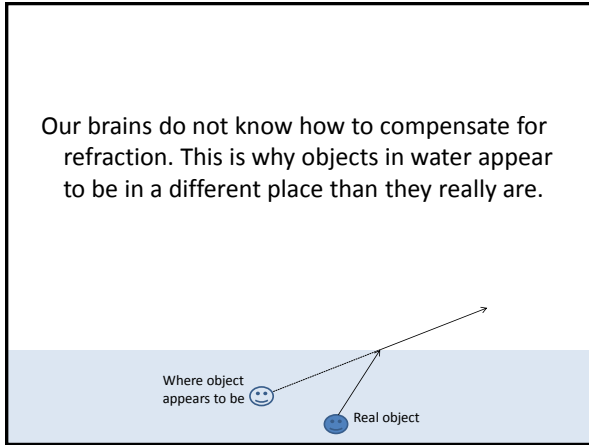 Our brains do not know how to compensate for
refraction. This is why objects in water appear
to be in a different place than they really are.
Where object
appears to be
Real object